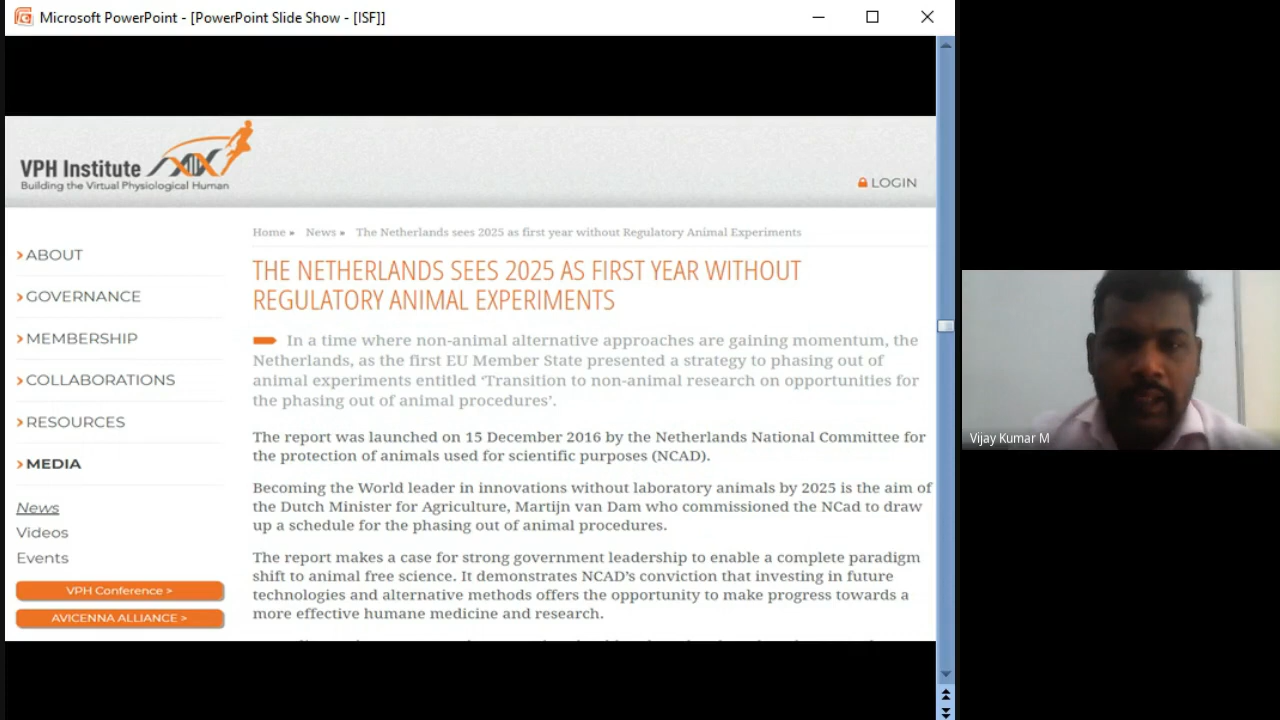 Microsoft PowerPoint - [PowerPoint Slide Show - [ISF]]
VPH Institute
Building the Virtual Physiological Human
LOGIN
ABOUT
GOVERNANCE
MEMBERSHIP
COLLABORATIONS
RESOURCES
MEDIA
News
Videos
Events
VPH Conference >
AVICENNA ALLIANCE >
Home » News » The Netherlands sees 2025 as first year without Regulatory Animal Experiments
THE NETHERLANDS SEES 2025 AS FIRST YEAR WITHOUT
REGULATORY ANIMAL EXPERIMENTS
In a time where non-animal alternative approaches are gaining momentum, the
Netherlands, as the first EU Member State presented a strategy to phasing out of
animal experiments entitled ‘Transition to non-animal research on opportunities for
the phasing out of animal procedures’.
The report was launched on 15 December 2016 by the Netherlands National Committee for
the protection of animals used for scientific purposes (NCAD).
Becoming the World leader in innovations without laboratory animals by 2025 is the aim of
the Dutch Minister for Agriculture, Martijn van Dam who commissioned the NCad to draw
up a schedule for the phasing out of animal procedures.
The report makes a case for strong government leadership to enable a complete paradigm
shift to animal free science. It demonstrates NCAD’s conviction that investing in future
technologies and alternative methods offers the opportunity to make progress towards a
more effective humane medicine and research.
Vijay Kumar M